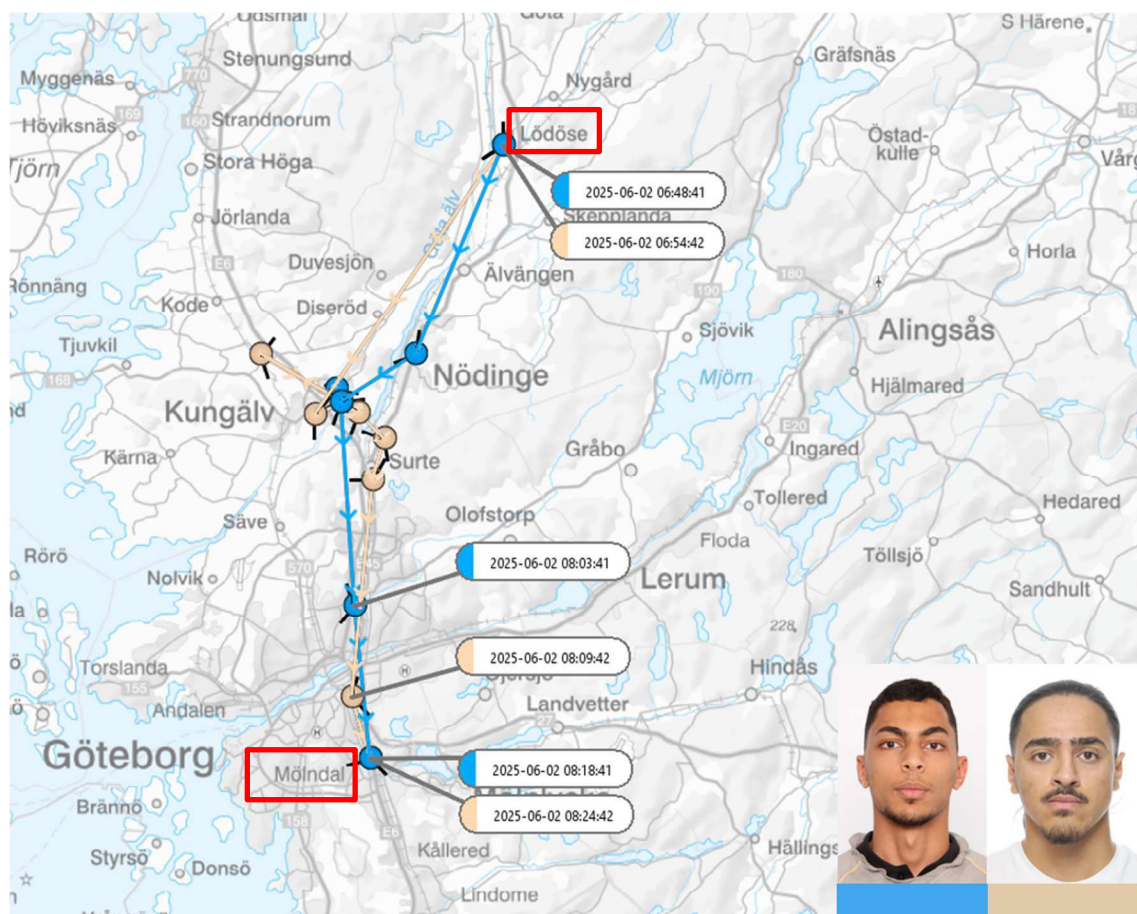 Ödsmål
Göta
S Härene
Myggenäs
770
Stenungsund
Nygård
Gräfsnäs
Höviksnäs
169
160
Strandnorum
Lödöse
Östad-
kulle
Tjörn
Stora Höga
Vårg
2025-06-02 06:48:41
Jörlanda
Skepplanda
Göta älv
2025-06-02 06:54:42
E6
Duvesjön
Älvängen
180
Horla
Rönnäng
Kode
Diseröd
190
Sjövik
Alingsås
Tjuvkil
168
Nödinge
Mjörn
Hjälmared
Kungälv
E20
Kärna
Surte
Gråbo
Ingared
Säve
Olofstorp
Tollered
Hedared
Rörö
Nolvik
570
E45
2025-06-02 08:03:41
Floda
Töllsjö
Lerum
Sandhult
228
Torslanda
155
2025-06-02 08:09:42
Hindås
Andalen
Landvetter
27
Göteborg
Mölndal
2025-06-02 08:18:41
Brännö
158
2025-06-02 08:24:42
Styrsö
Donsö
E6
Kållered
Hällings
Lindome